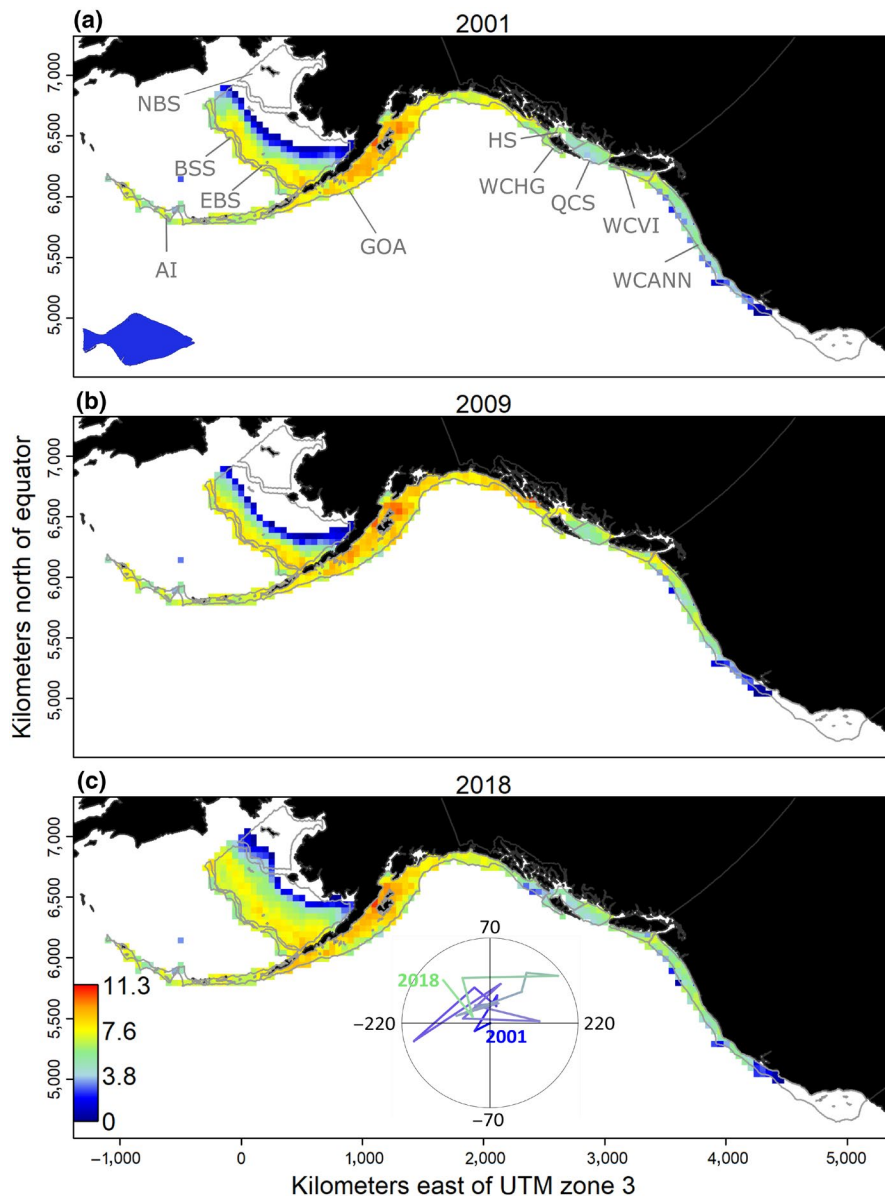 (a)
2001
7,000
6,500
6,000
5,500
5,000
NBS
BSS
EBS
AI
GOA
HS
WCHG
QCS
WCVI
WCANN
(b)
2009
Kilometers north of equator
7,000
6,500
6,000
5,500
5,000
(c)
2018
7,000
6,500
6,000
5,500
5,000
11.3
7.6
3.8
0
70
2018
−220
220
2001
−70
−1,000
0
1,000
2,000
3,000
4,000
5,000
Kilometers east of UTM zone 3